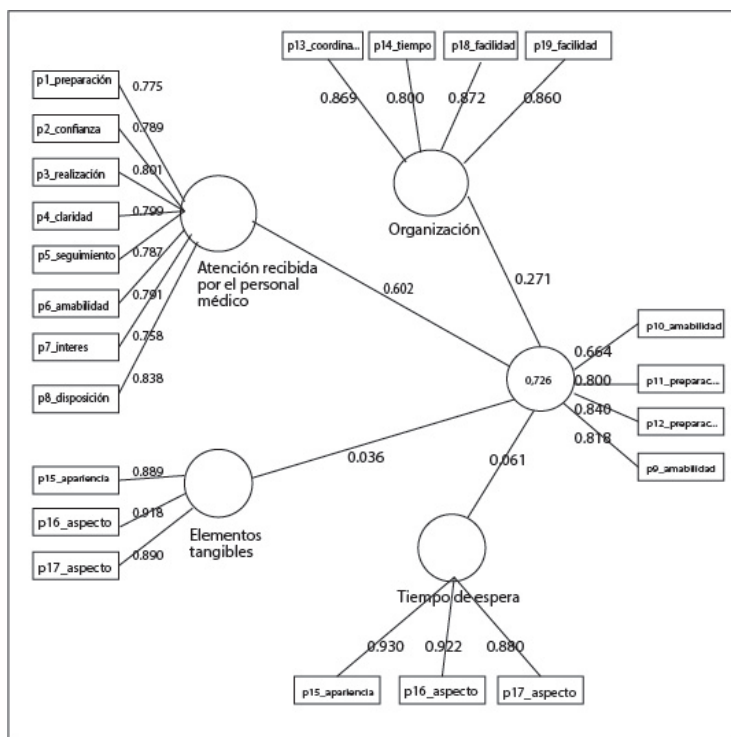 p13_coordina...
p14_tiempo
p18_facilidad
p19_facilidad
0.869
0.800
0.872
0.860
Organización
0.271
p1_preparación
p2_confianza
p3_realización
p4_claridad
p5_seguimiento
p6_amabilidad
p7_interes
p8_disposición
0.775
0.789
0.801
0.799
0.787
0.791
0.758
0.838
Atención recibida
por el personal
médico
0.602
p10_amabilidad
p11_preparac...
p12_preparac...
p9_amabilidad
0.664
0.800
0.840
0.818
0,726
p15_apariencia
p16_aspecto
p17_aspecto
0.889
0.918
0.890
Elementos
tangibles
0.036
0.061
Tiempo de espera
0.930
0.922
0.880
p15_apariencia
p16_aspecto
p17_aspecto